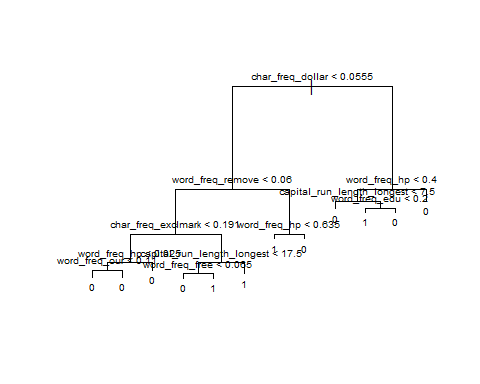 char_freq_dollar < 0.0555
word_freq_remove < 0.06
word_freq_hp < 0.4
capital_run_length_longest < 7.5
word_freq_edu < 0.2
0
0
1 0
char_freq_exclmark < 0.191
word_freq_hp < 0.635
1 0
capital_run_length_longest < 17.5
word_freq_free < 0.065
0
1
0 0
0 1